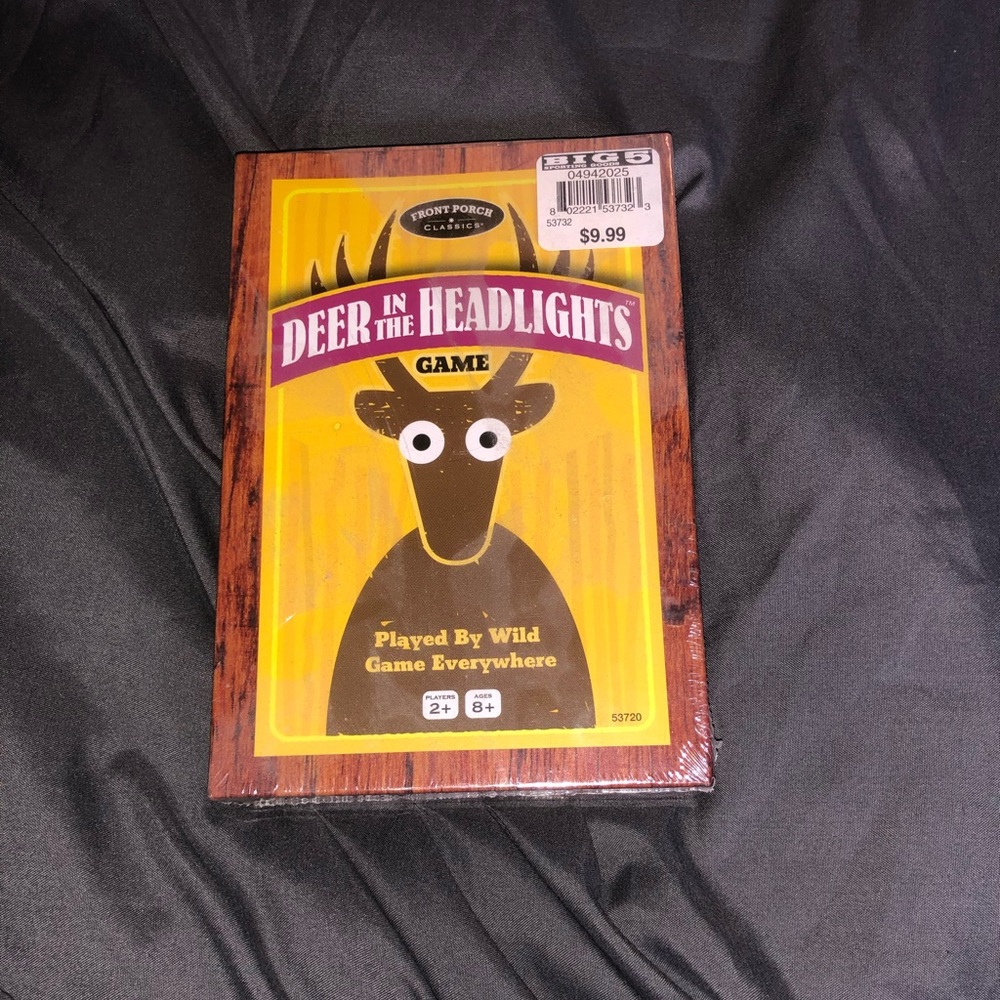 BIG 5
SPORTING GOODS
04942025
8 02221 53732 3
53732
$9.99
FRONT PORCH
CLASSICS®
DEER IN THE HEADLIGHTS™
GAME
Played By Wild
Game Everywhere
PLAYERS
2+
AGES
8+
53720